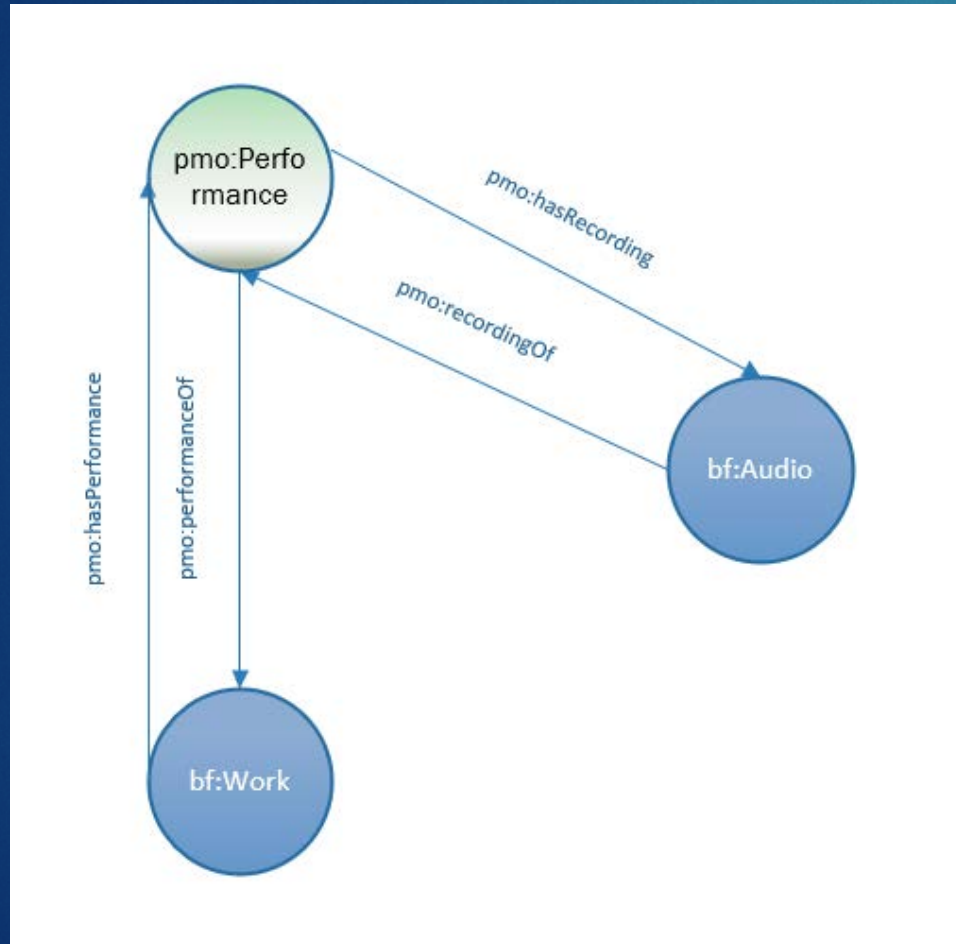 pmo:Perfo
rmance
pmo:hasRecording
pmo:recordingOf
pmo:hasPerformance
pmo:performanceOf
bf:Audio
bf:Work